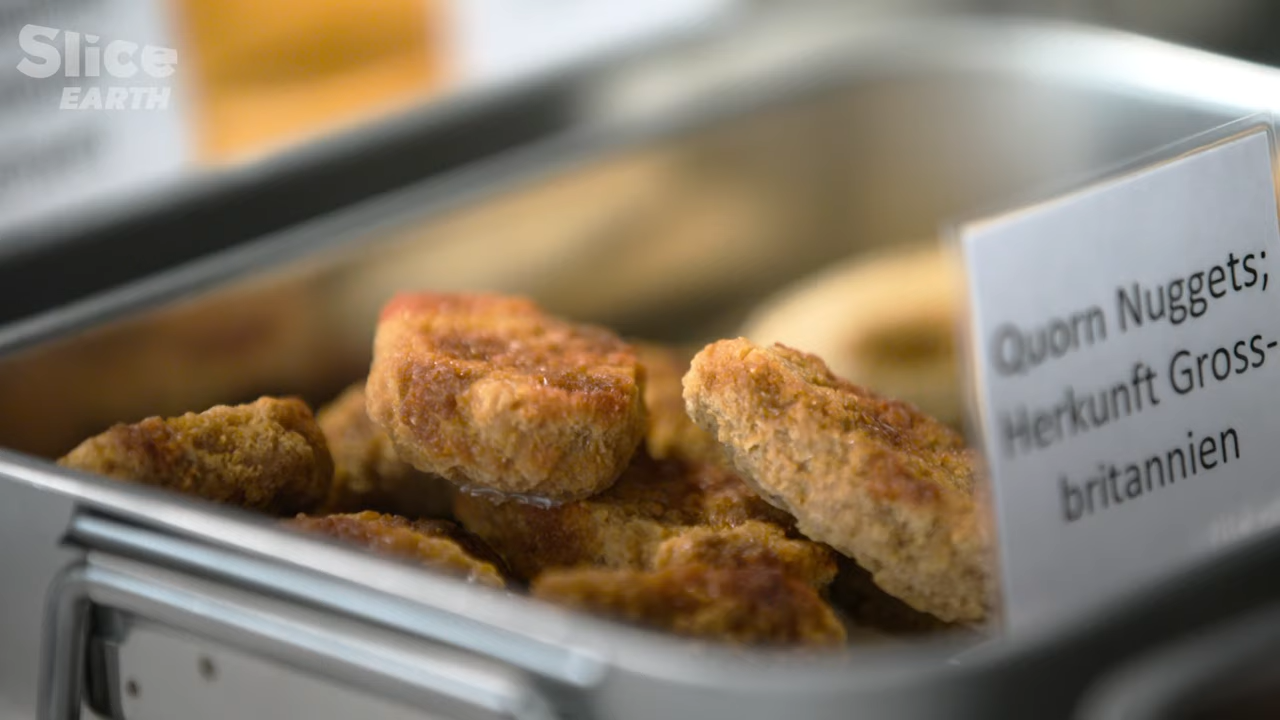 Slice
EARTH
Quorn Nuggets;
Herkunft Gross-
britannien